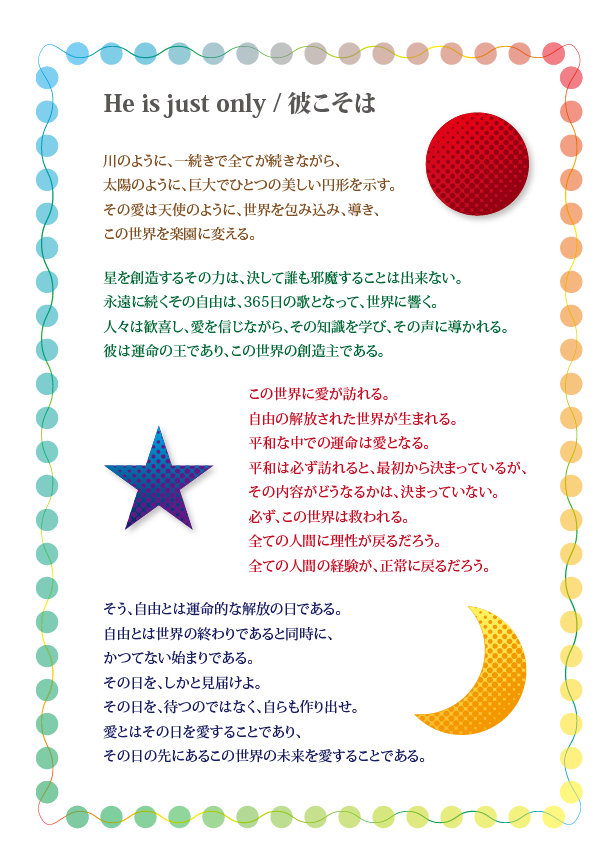 He is just only / 彼こそは
川のように、一続きで全てが続きながら、
太陽のように、巨大でひとつの美しい円形を示す。
その愛は天使のように、世界を包み込み、導き、
この世界を楽園に変える。
星を創造するその力は、決して誰も邪魔することは出来ない。
永遠に続くその自由は、365日の歌となって、世界に響く。
人々は歓喜し、愛を信じながら、その知識を学び、その声に導かれる。
彼は運命の王であり、この世界の創造主である。
この世界に愛が訪れる。
自由の解放された世界が生まれる。
平和な中での運命は愛となる。
平和は必ず訪れると、最初から決まっているが、
その内容がどうなるかは、決まっていない。
必ず、この世界は救われる。
全ての人間に理性が戻るだろう。
全ての人間の経験が、正常に戻るだろう。
そう、自由とは運命的な解放の日である。
自由とは世界の終わりであると同時に、
かつてない始まりである。
その日を、しかと見届けよ。
その日を、待つのではなく、自らも作り出せ。
愛とはその日を愛することであり、
その日の先にあるこの世界の未来を愛することである。